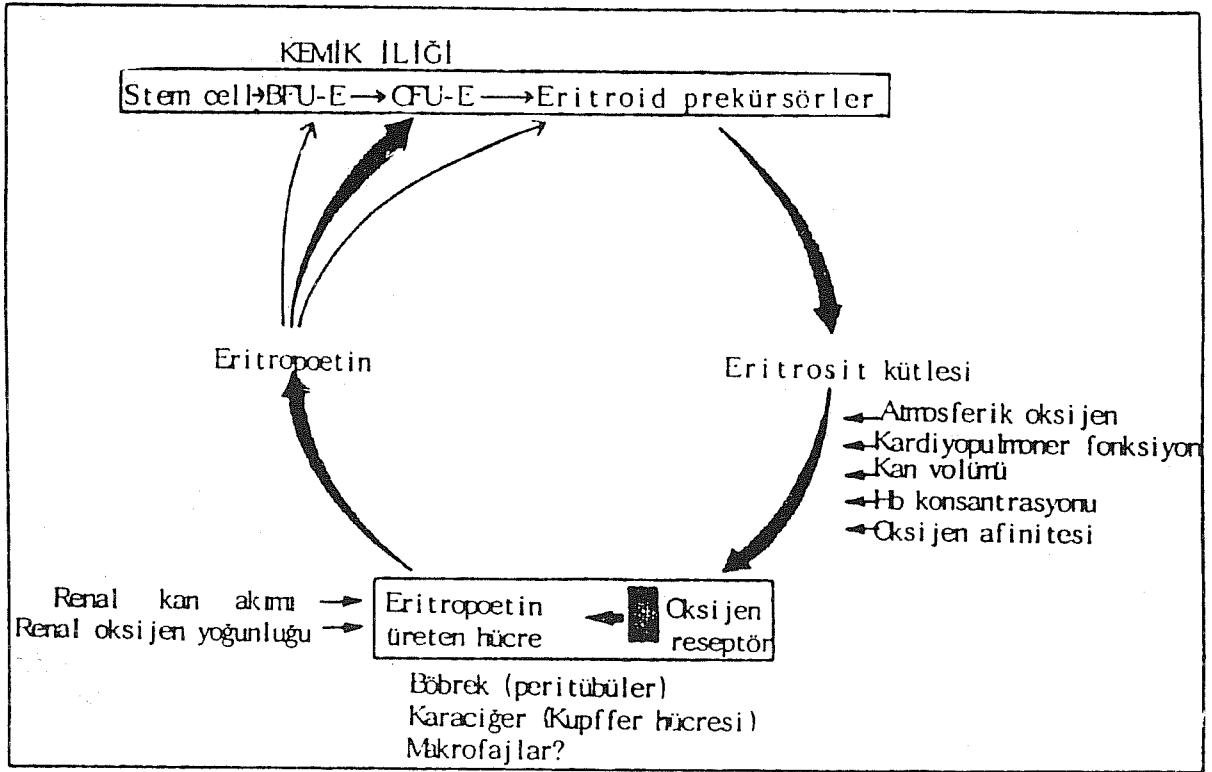 KEMİK İLİĞİ
Stem cell→BFU-E→CFU-E→Eritroid prekürsörler
Eritropoetin
Eritrosit kütlesi
Atmosferik oksijen
Kardiyopulmoner fonksiyon
Kan volümü
Hb konsantrasyonu
Oksijen afinitesi
Renal kan akımı
Renal oksijen yoğunluğu
Eritropoetin
üreten hücre
Oksijen
reseptör
Böbrek (peritübüler)
Karaciğer (Kupffer hücresi)
Makrofajlar?